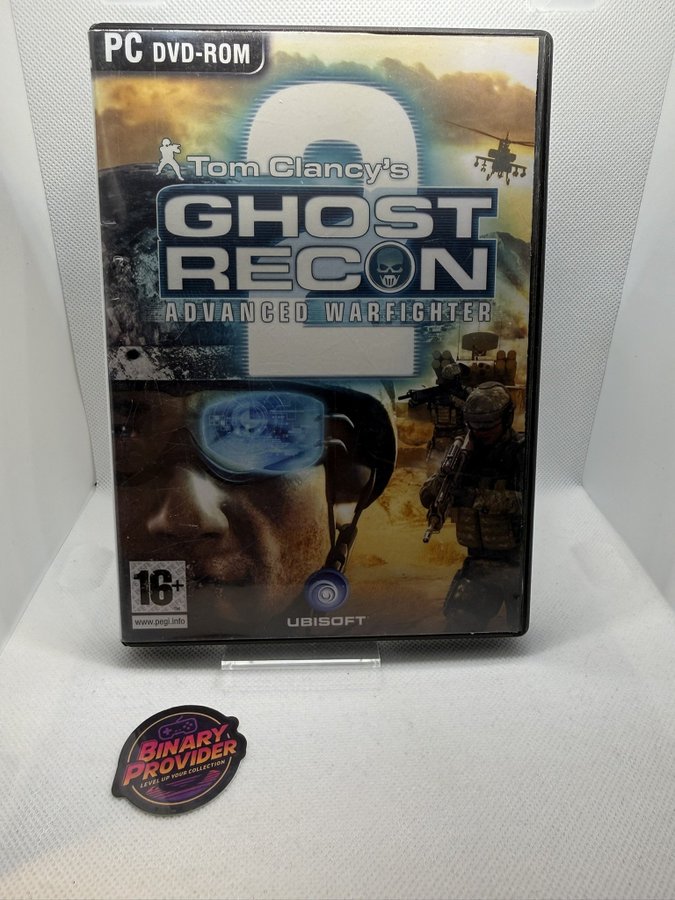 PC DVD-ROM
2
Tom Clancy's
GHOST
RECON
ADVANCED WARFIGHTER
16+
www.pegi.info
UBISOFT
BINARY
PROVIDER
LEVEL UP YOUR COLLECTION